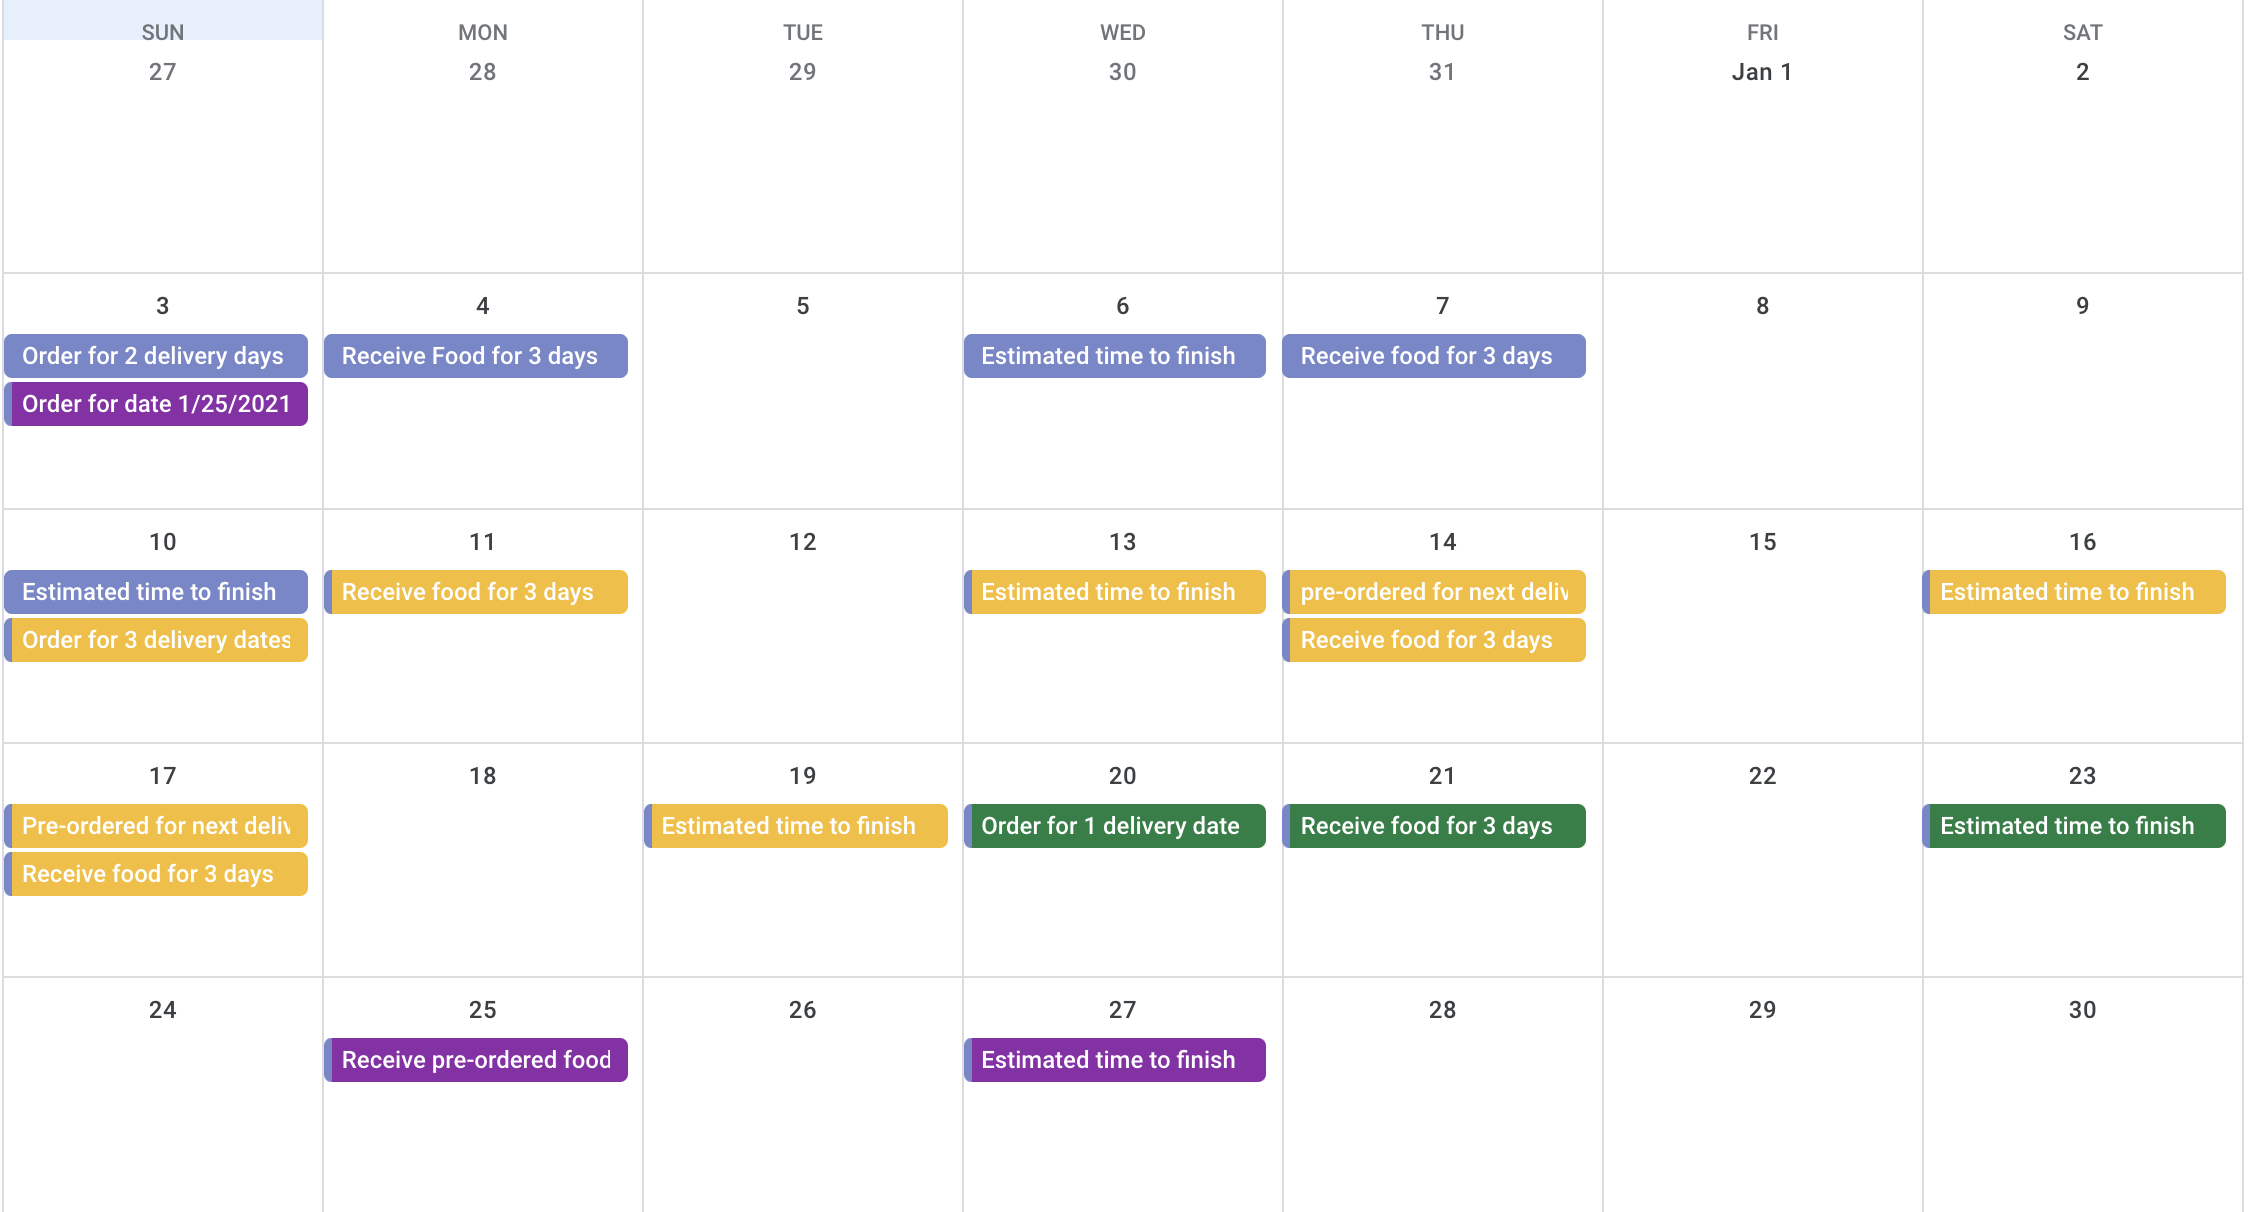 SUN MON TUE WED THU FRI SAT
27 28 29 30 31 Jan 1 2
3 4 5 6 7 8 9
Order for 2 delivery days Receive Food for 3 days Estimated time to finish Receive food for 3 days
Order for date 1/25/2021
10 11 12 13 14 15 16
Estimated time to finish Receive food for 3 days Estimated time to finish pre-ordered for next deliv Estimated time to finish
Order for 3 delivery dates Receive food for 3 days
17 18 19 20 21 22 23
Pre-ordered for next deliv Estimated time to finish Order for 1 delivery date Receive food for 3 days Estimated time to finish
Receive food for 3 days
24 25 26 27 28 29 30
Receive pre-ordered food Estimated time to finish